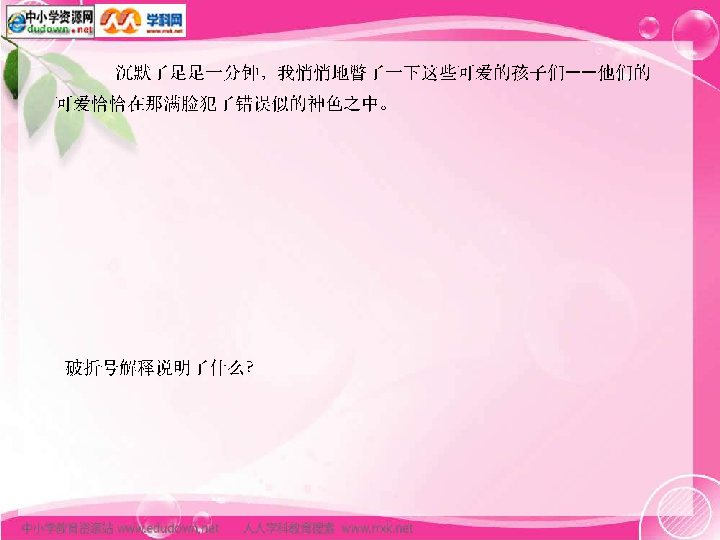 中小学资源网
edudown.net
学科网
www.nxk.net
沉默了足足一分钟，我悄悄地瞥了一下这些可爱的孩子们——他们的
可爱恰恰在那满脸犯了错误似的神色之中。
破折号解释说明了什么？
中小学教育资源站 www.edudown.net 人人学科教育搜索 www.nxk.net